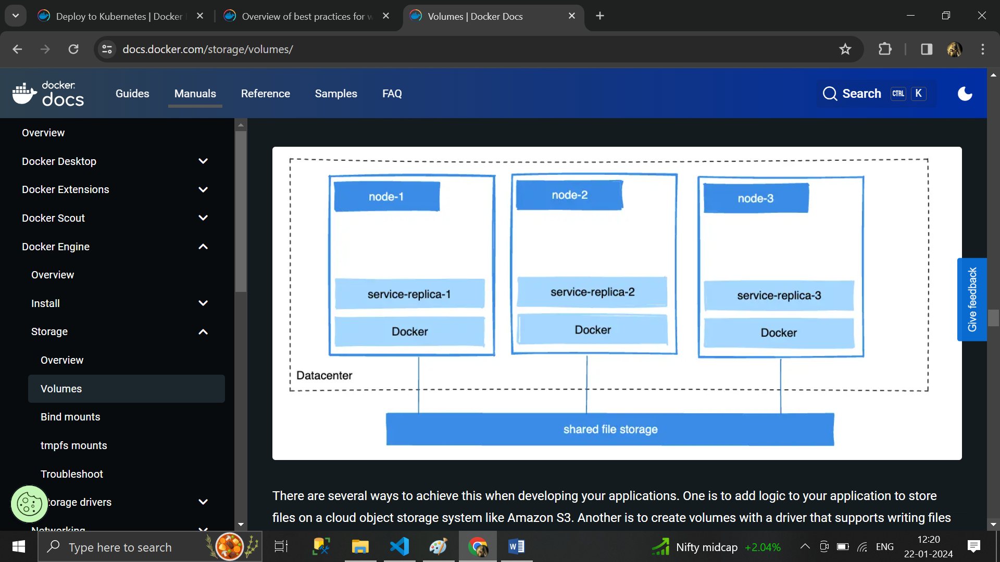 Deploy to Kubernetes | Docker
Overview of best practices for w
Volumes | Docker Docs
docs.docker.com/storage/volumes/
docker
docs
Guides
Manuals
Reference
Samples
FAQ
Search
CTRL
K
Overview
Docker Desktop
Docker Extensions
Docker Scout
Docker Engine
Overview
Install
Storage
Overview
Volumes
Bind mounts
tmpfs mounts
Troubleshoot
torage drivers
Networking
node-1
node-2
node-3
service-replica-1
service-replica-2
service-replica-3
Docker
Docker
Docker
Datacenter
shared file storage
Give feedback
There are several ways to achieve this when developing your applications. One is to add logic to your application to store
files on a cloud object storage system like Amazon S3. Another is to create volumes with a driver that supports writing files
Type here to search
Nifty midcap +2.04%
ENG
12:20
22-01-2024